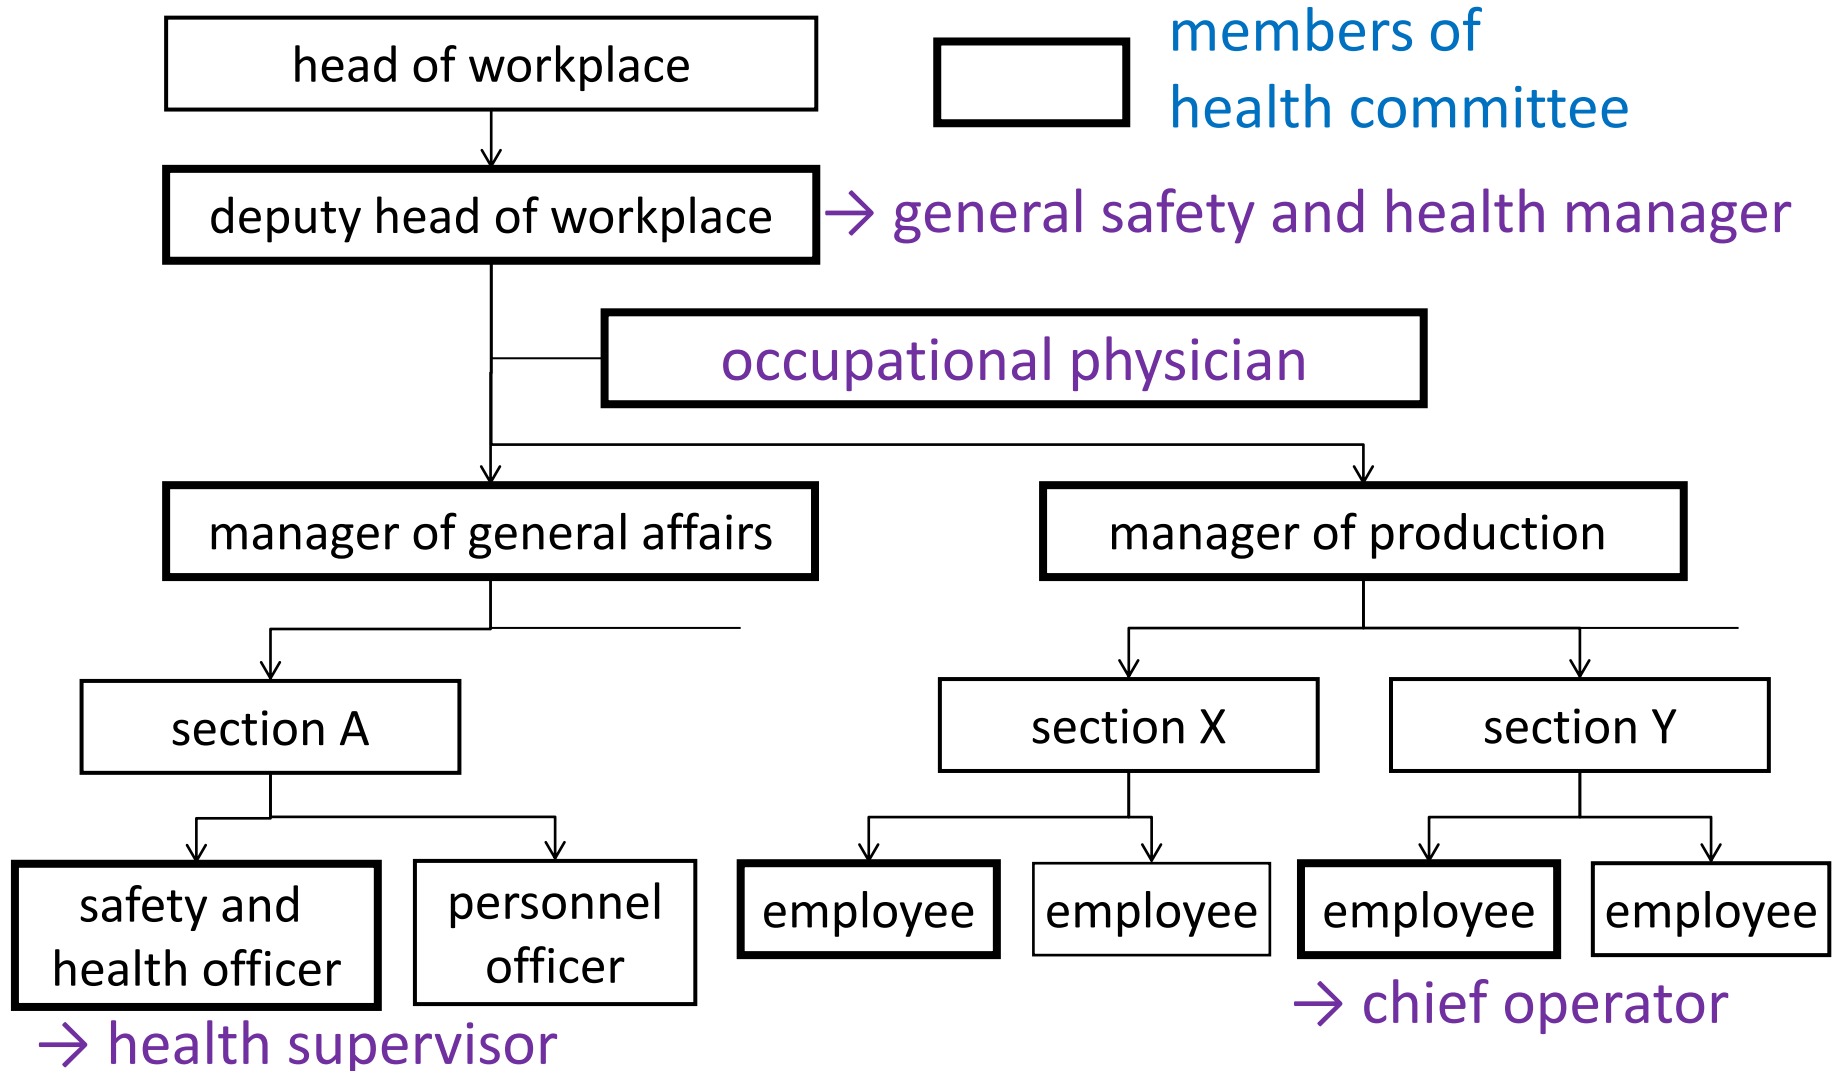 head of workplace
members of
health committee
deputy head of workplace
→ general safety and health manager
occupational physician
manager of general affairs
manager of production
section A
section X
section Y
safety and
health officer
→ health supervisor
personnel
officer
employee
employee
employee
→ chief operator
employee